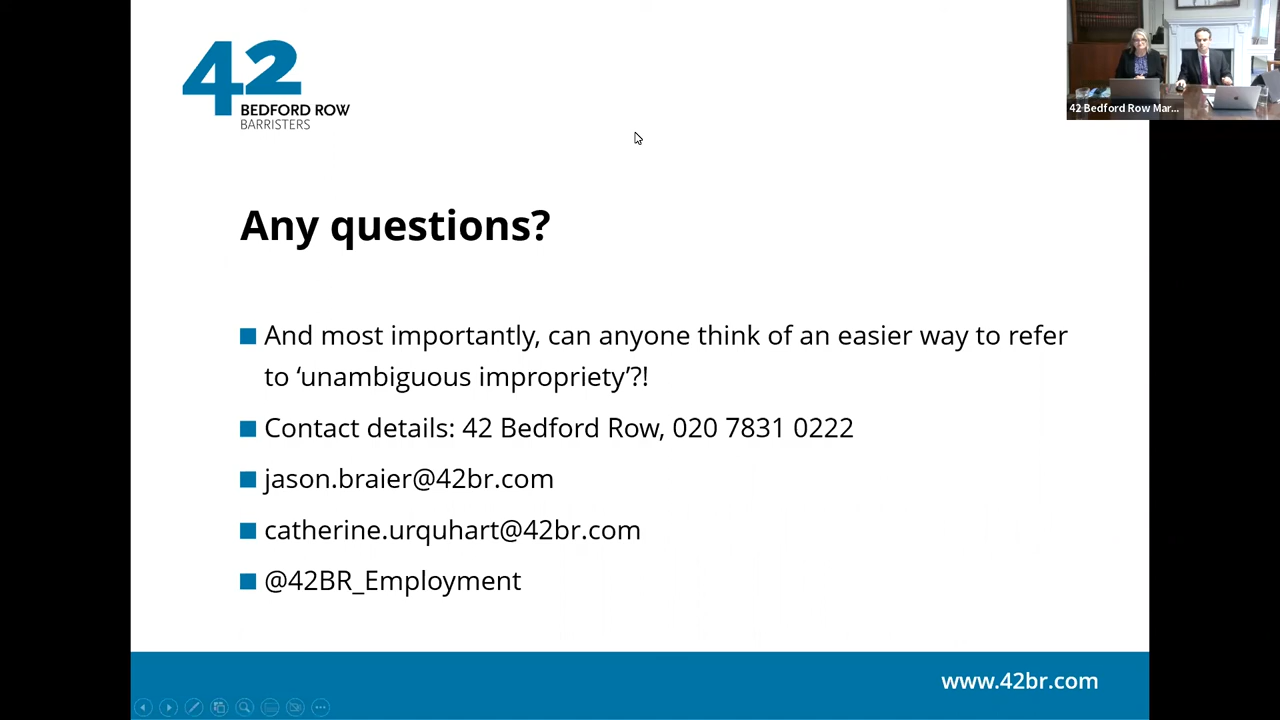 42
BEDFORD ROW
BARRISTERS
42 Bedford Row Mar...
Any questions?
And most importantly, can anyone think of an easier way to refer
to ‘unambiguous impropriety’?!
Contact details: 42 Bedford Row, 020 7831 0222
jason.braier@42br.com
catherine.urquhart@42br.com
@42BR_Employment
www.42br.com